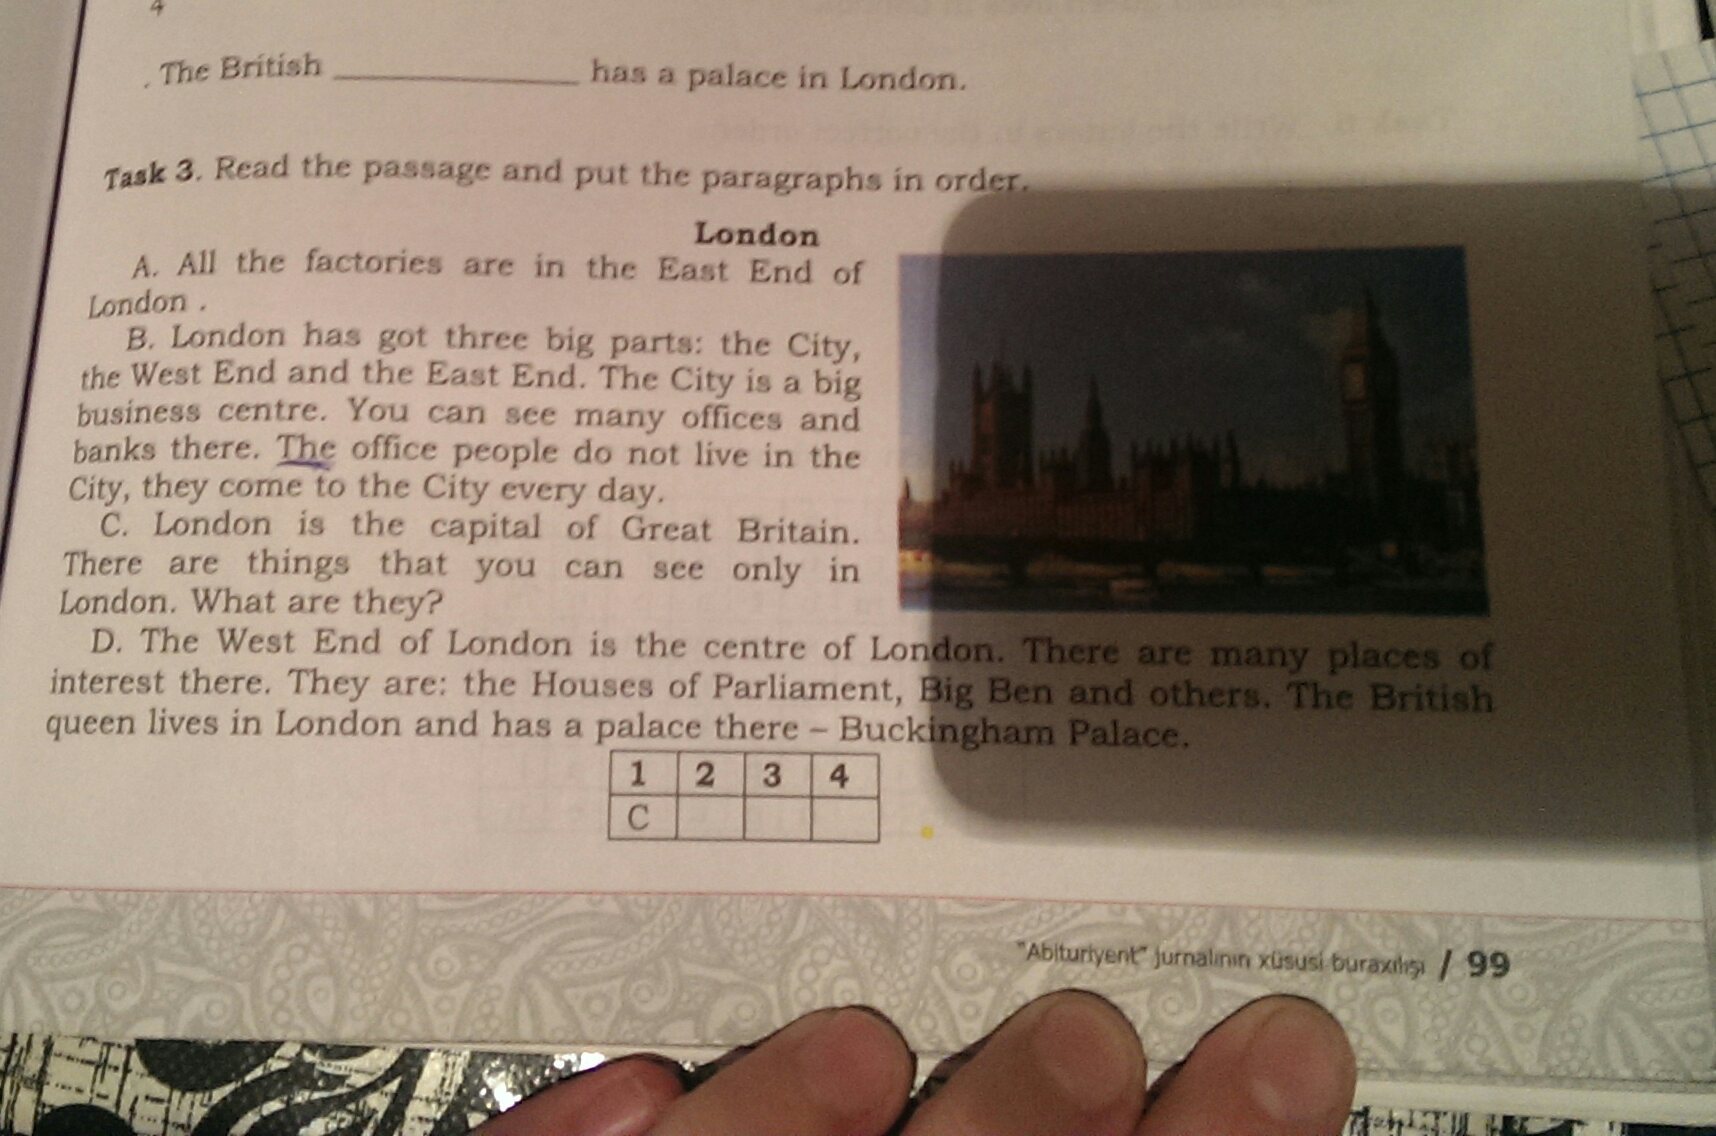 4
. The British ____________ has a palace in London.
Task 3. Read the passage and put the paragraphs in order.
London
A. All the factories are in the East End of
London .
B. London has got three big parts: the City,
the West End and the East End. The City is a big
business centre. You can see many offices and
banks there. The office people do not live in the
City, they come to the City every day.
C. London is the capital of Great Britain.
There are things that you can see only in
London. What are they?
D. The West End of London is the centre of London. There are many places of
interest there. They are: the Houses of Parliament, Big Ben and others. The British
queen lives in London and has a palace there – Buckingham Palace.
1 2 3 4
C
"Abituriyent" jurnalının xüsusi buraxılışı / 99